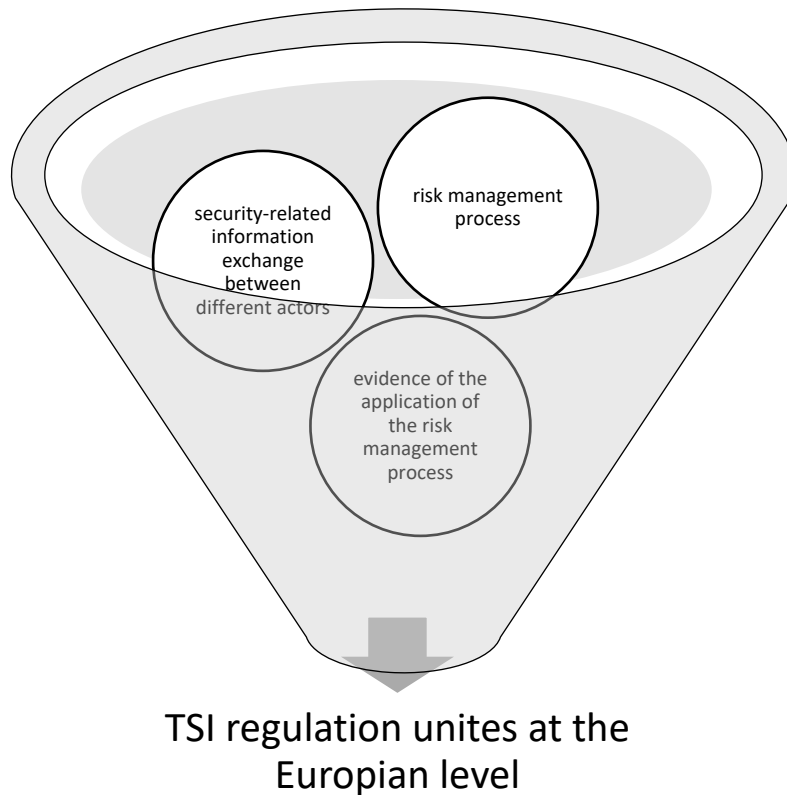 security-related
information
exchange
between
different actors
risk management
process
evidence of the
application of
the risk
management
process
TSI regulation unites at the
Europian level